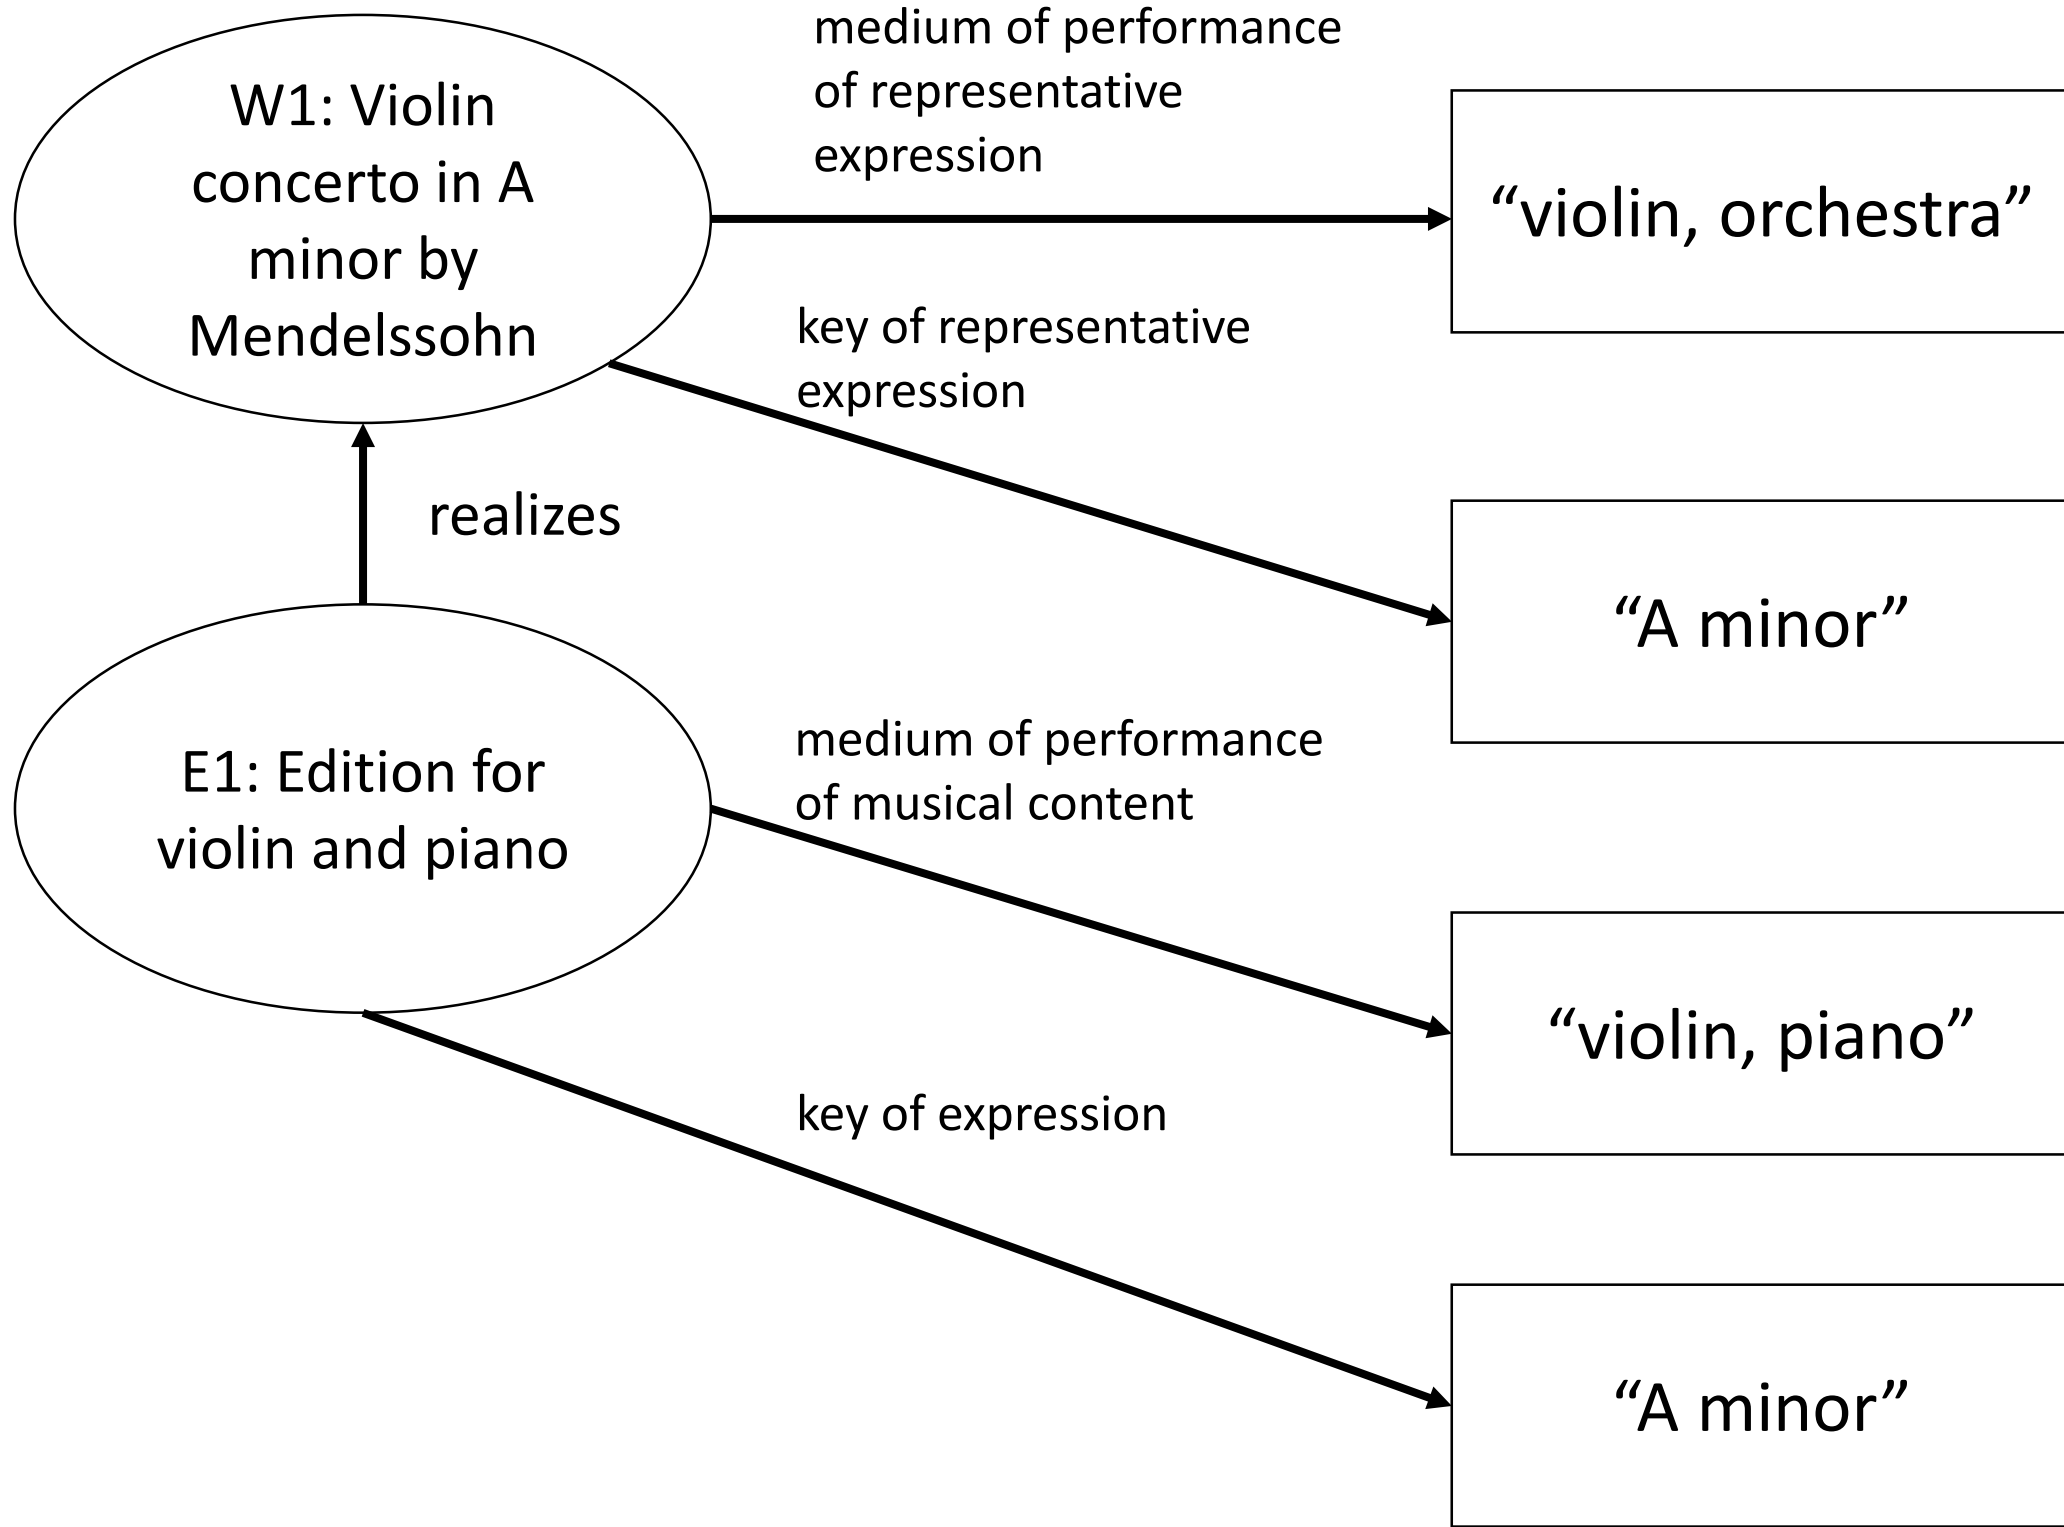 medium of performance
of representative
expression
W1: Violin
concerto in A
minor by
Mendelssohn
“violin, orchestra”
key of representative
expression
realizes
“A minor”
E1: Edition for
violin and piano
medium of performance
of musical content
“violin, piano”
key of expression
“A minor”